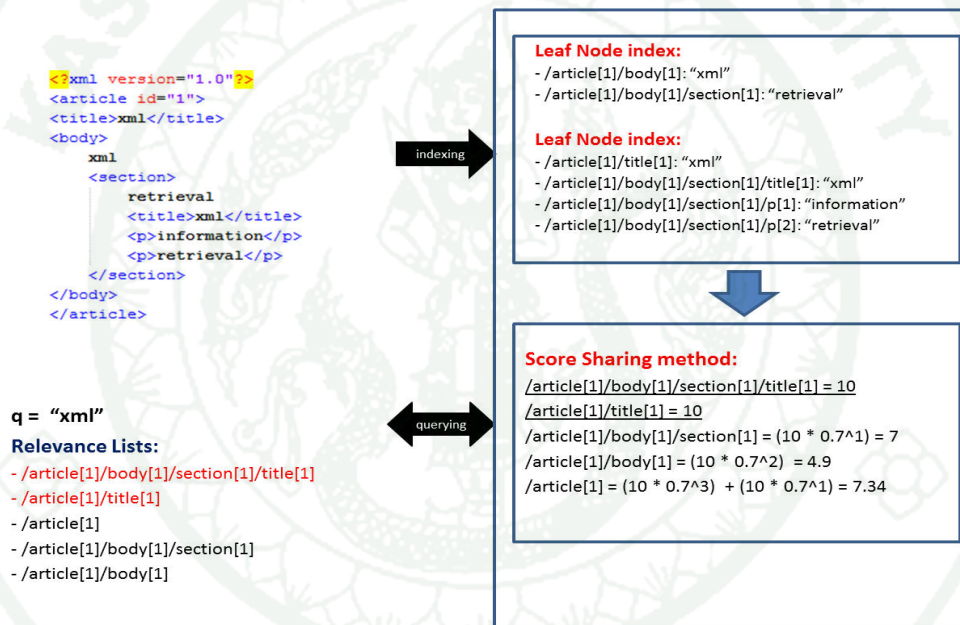 <?xml version="1.0"?>
<article id="1">
<title>xml</title>
<body>
xml
<section>
retrieval
<title>xml</title>
<p>information</p>
<p>retrieval</p>
</section>
</body>
</article>
indexing
Leaf Node index:
- /article[1]/body[1]: “xml”
- /article[1]/body[1]/section[1]: “retrieval”
Leaf Node index:
- /article[1]/title[1]: “xml”
- /article[1]/body[1]/section[1]/title[1]: “xml”
- /article[1]/body[1]/section[1]/p[1]: “information”
- /article[1]/body[1]/section[1]/p[2]: “retrieval”
Score Sharing method:
/article[1]/body[1]/section[1]/title[1] = 10
/article[1]/title[1] = 10
/article[1]/body[1]/section[1] = (10 * 0.7^1) = 7
/article[1]/body[1] = (10 * 0.7^2) = 4.9
/article[1] = (10 * 0.7^3) + (10 * 0.7^1) = 7.34
querying
q = “xml”
Relevance Lists:
- /article[1]/body[1]/section[1]/title[1]
- /article[1]/title[1]
- /article[1]
- /article[1]/body[1]/section[1]
- /article[1]/body[1]